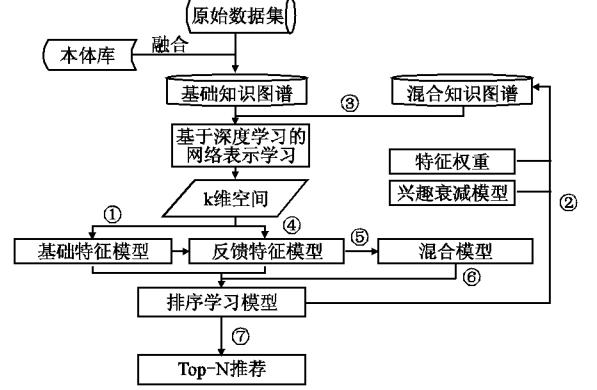 原始数据集
本体库
融合
基础知识图谱
混合知识图谱
③
基于深度学习的
网络表示学习
特征权重
k维空间
兴趣衰减模型
②
①
④
基础特征模型
反馈特征模型
⑤
混合模型
⑥
排序学习模型
⑦
Top-N推荐